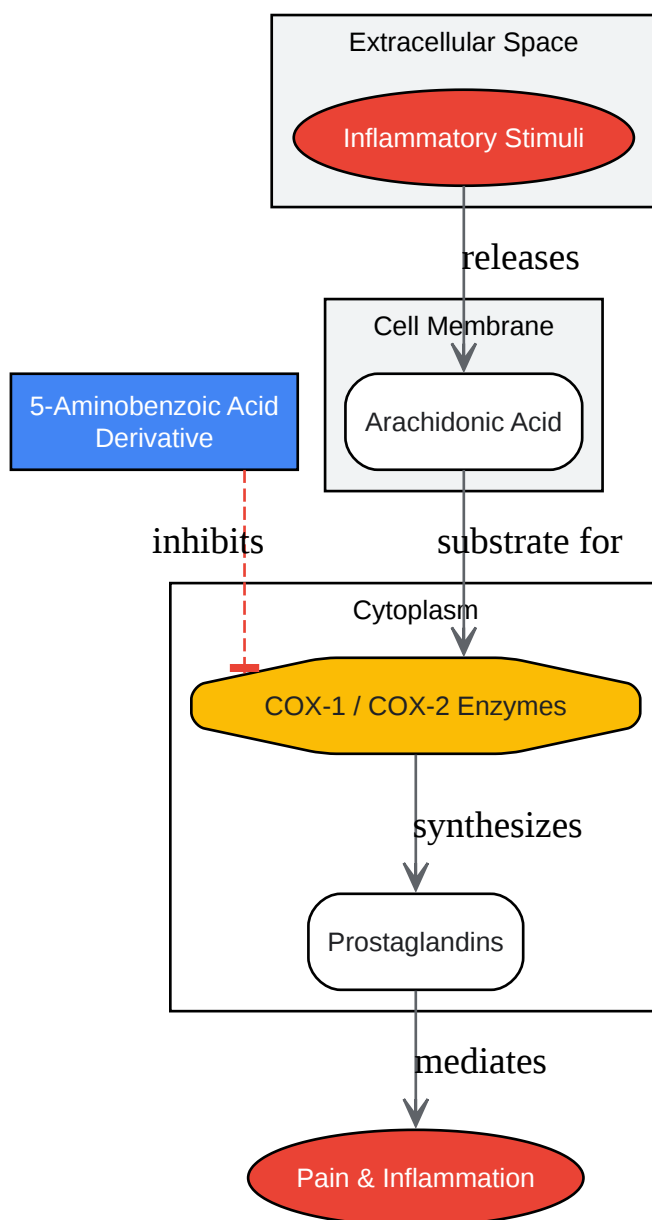 Extracellular Space
Inflammatory Stimuli
releases
Cell Membrane
5-Aminobenzoic Acid
Derivative
Arachidonic Acid
inhibits
substrate for
Cytoplasm
COX-1 / COX-2 Enzymes
synthesizes
Prostaglandins
mediates
Pain & Inflammation